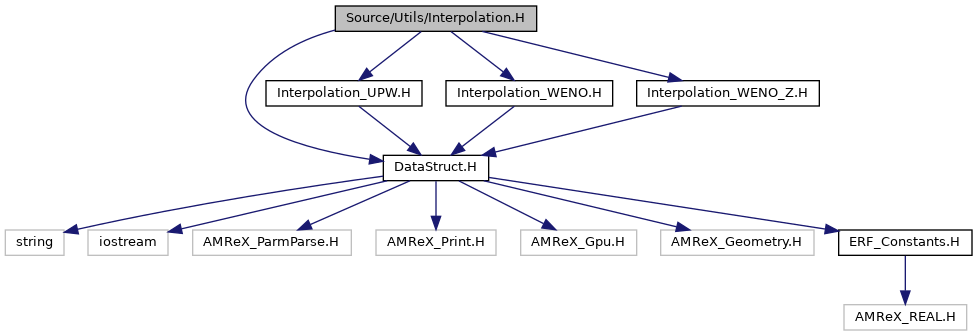 Source/Utils/Interpolation.H
Interpolation_UPW.H
Interpolation_WENO.H
Interpolation_WENO_Z.H
DataStruct.H
string
iostream
AMReX_ParmParse.H
AMReX_Print.H
AMReX_Gpu.H
AMReX_Geometry.H
ERF_Constants.H
AMReX_REAL.H